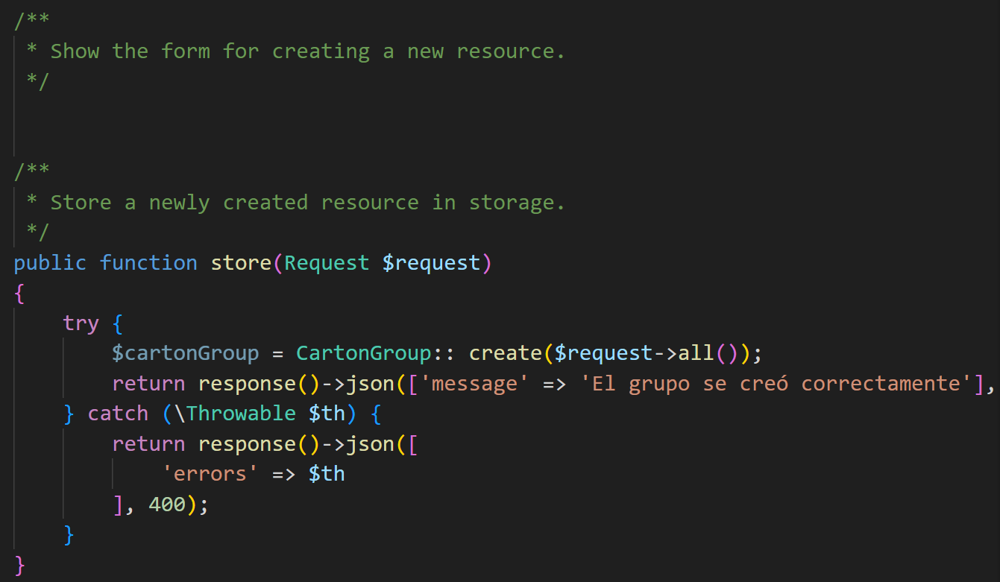 /**
 * Show the form for creating a new resource.
 */
/**
 * Store a newly created resource in storage.
 */
public function store(Request $request)
{
    try {
        $cartonGroup = CartonGroup:: create($request->all());
        return response()->json(['message' => 'El grupo se creó correctamente'],
    } catch (\Throwable $th) {
        return response()->json([
            'errors' => $th
        ], 400);
    }
}